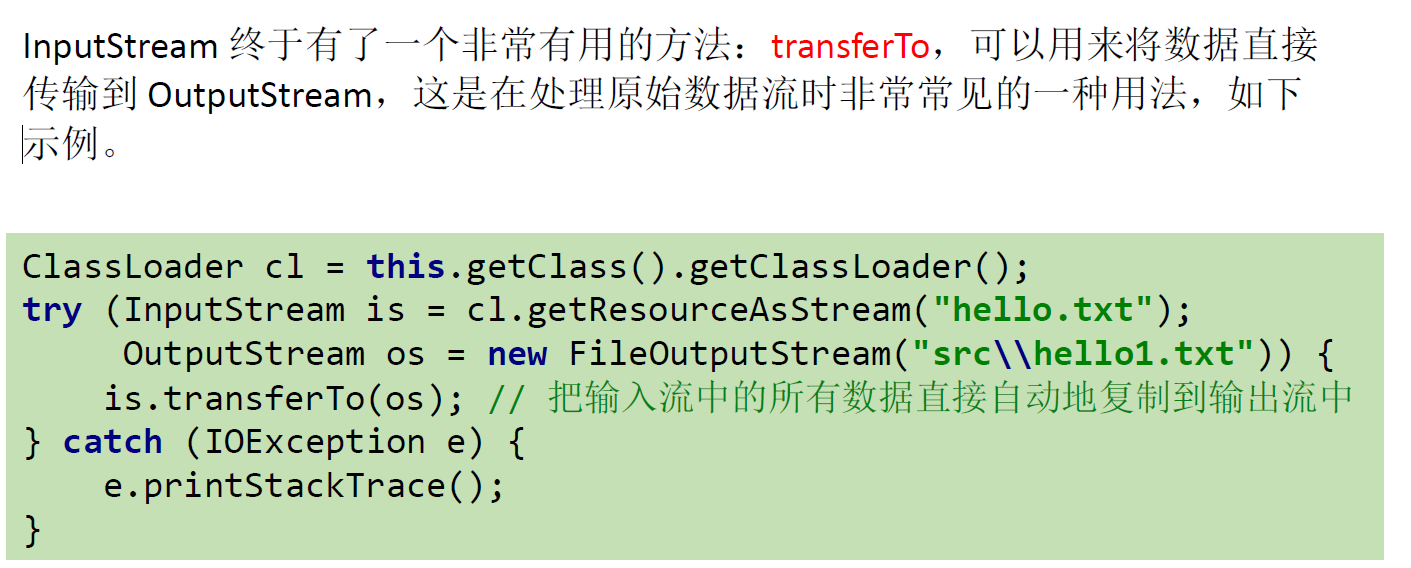 InputStream 终于有了一个非常有用的方法：transferTo，可以用来将数据直接
传输到 OutputStream，这是在处理原始数据流时非常常见的一种用法，如下
示例。
ClassLoader cl = this.getClass().getClassLoader();
try (InputStream is = cl.getResourceAsStream("hello.txt");
     OutputStream os = new FileOutputStream("src\\hello1.txt")) {
    is.transferTo(os); // 把输入流中的所有数据直接自动地复制到输出流中
} catch (IOException e) {
    e.printStackTrace();
}